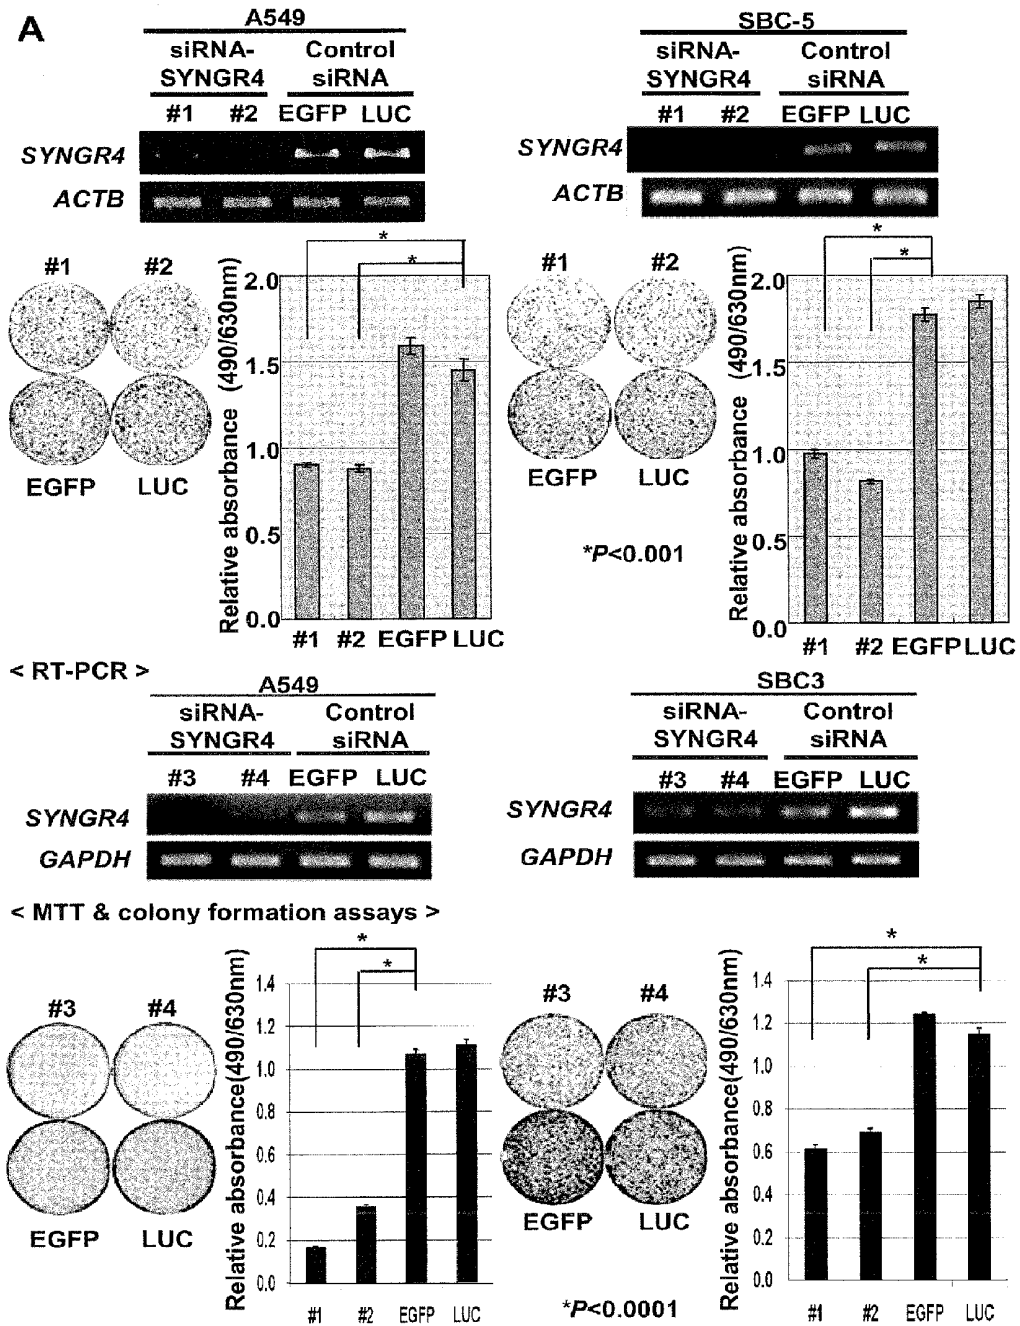 A
A549
siRNA-
SYNGR4
Control
siRNA
#1 #2 EGFP LUC
SYNGR4
ACTB
SBC-5
siRNA-
SYNGR4
Control
siRNA
#1 #2 EGFP LUC
SYNGR4
ACTB
#1 #2
EGFP LUC
Relative absorbance (490/630nm)
2.0
1.5
1.0
0.5
0.0
* 
*
#1 #2 EGFP LUC
#1 #2
EGFP LUC
*P<0.001
Relative absorbance (490/630nm)
2.0
1.5
1.0
0.5
0.0
*
*
#1 #2 EGFP LUC
< RT-PCR >
A549
siRNA-
SYNGR4
Control
siRNA
#3 #4 EGFP LUC
SYNGR4
GAPDH
SBC3
siRNA-
SYNGR4
Control
siRNA
#3 #4 EGFP LUC
SYNGR4
GAPDH
< MTT & colony formation assays >
#3 #4
EGFP LUC
Relative absorbance(490/630nm)
1.4
1.2
1.0
0.8
0.6
0.4
0.2
0.0
*
*
#1 #2 EGFP LUC
#3 #4
EGFP LUC
*P<0.0001
Relative absorbance(490/630nm)
1.4
1.2
1.0
0.8
0.6
0.4
0.2
0.0
*
*
#1 #2 EGFP LUC